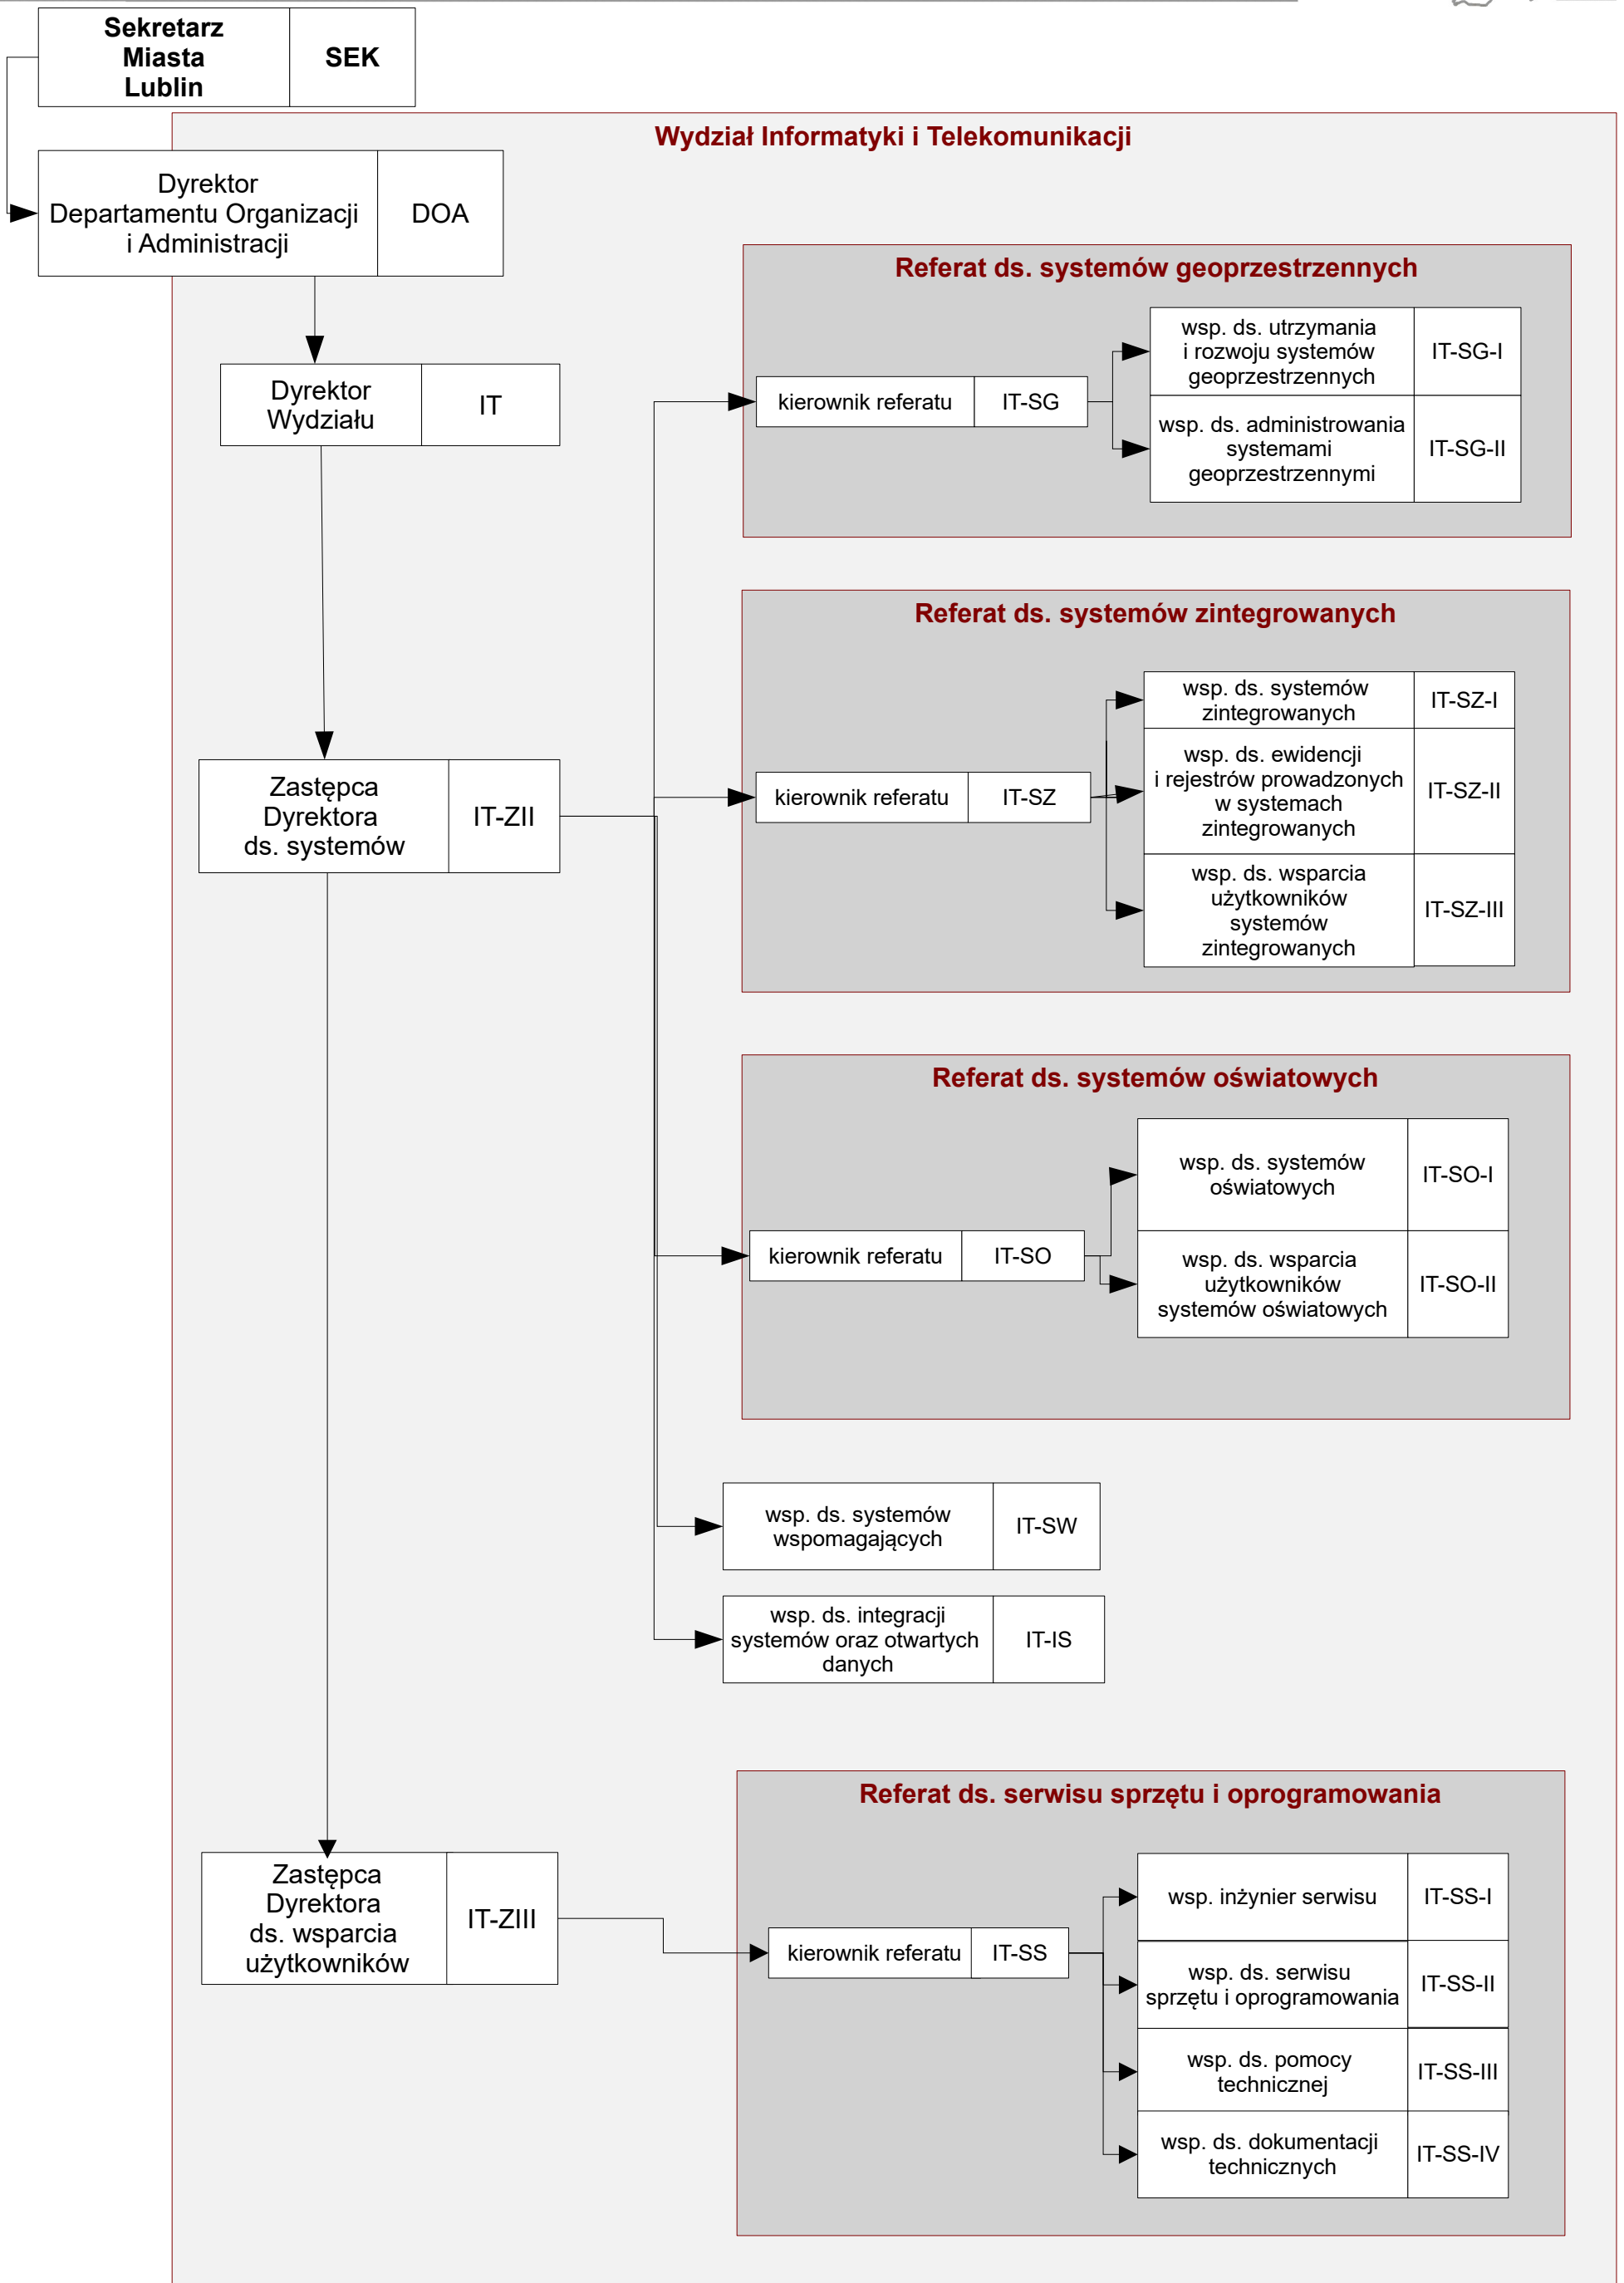 Sekretarz
Miasta
Lublin
SEK
Wydział Informatyki i Telekomunikacji
Dyrektor
Departamentu Organizacji
i Administracji
DOA
Dyrektor
Wydziału
IT
Referat ds. systemów geoprzestrzennych
kierownik referatu
IT-SG
wsp. ds. utrzymania
i rozwoju systemów
geoprzestrzennych
IT-SG-I
wsp. ds. administrowania
systemami
geoprzestrzennymi
IT-SG-II
Zastępca
Dyrektora
ds. systemów
IT-ZII
Referat ds. systemów zintegrowanych
kierownik referatu
IT-SZ
wsp. ds. systemów
zintegrowanych
IT-SZ-I
wsp. ds. ewidencji
i rejestrów prowadzonych
w systemach
zintegrowanych
IT-SZ-II
wsp. ds. wsparcia
użytkowników
systemów
zintegrowanych
IT-SZ-III
Referat ds. systemów oświatowych
kierownik referatu
IT-SO
wsp. ds. systemów
oświatowych
IT-SO-I
wsp. ds. wsparcia
użytkowników
systemów oświatowych
IT-SO-II
wsp. ds. systemów
wspomagających
IT-SW
wsp. ds. integracji
systemów oraz otwartych
danych
IT-IS
Zastępca
Dyrektora
ds. wsparcia
użytkowników
IT-ZIII
Referat ds. serwisu sprzętu i oprogramowania
kierownik referatu
IT-SS
wsp. inżynier serwisu
IT-SS-I
wsp. ds. serwisu
sprzętu i oprogramowania
IT-SS-II
wsp. ds. pomocy
technicznej
IT-SS-III
wsp. ds. dokumentacji
technicznych
IT-SS-IV